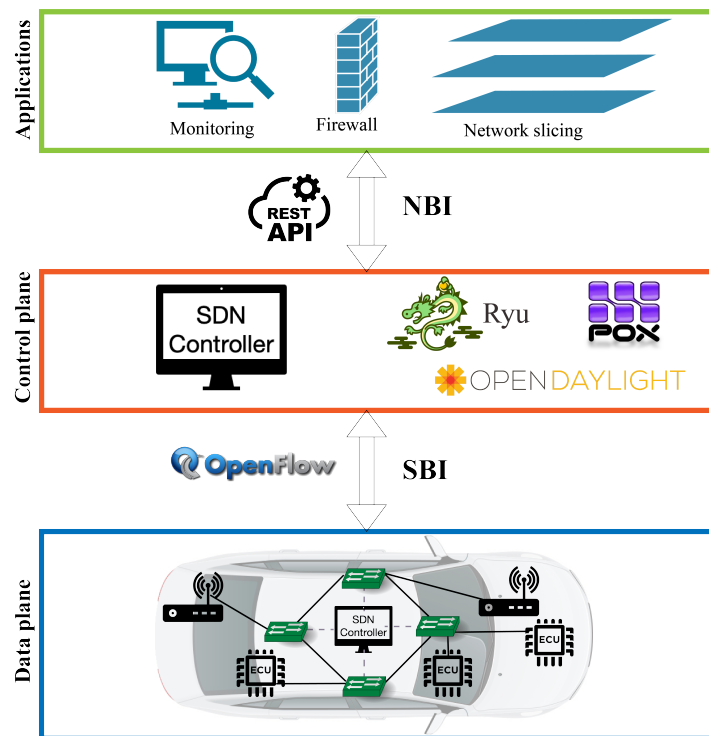 Applications
Monitoring
Firewall
Network slicing
REST
API
NBI
Control plane
SDN
Controller
Ryu
POX
OPENDAYLIGHT
OpenFlow
SBI
Data plane
SDN
Controller
ECU
ECU
ECU